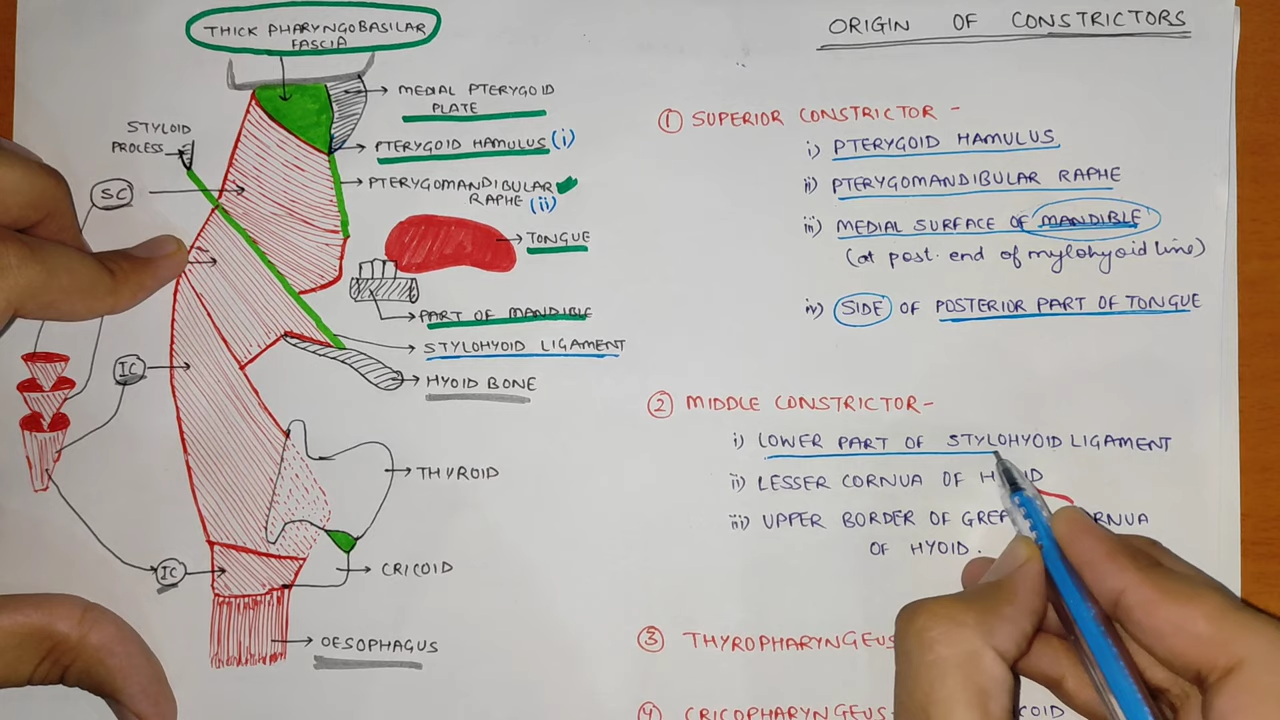 THICK PHARYNGOBASILAR
FASCIA
MEDIAL PTERYGOID
PLATE
STYLOID
PROCESS
PTERYGOID HAMULUS (i)
PTERYGOMANDIBULAR
RAPHE (ii)
SC
TONGUE
PART OF MANDIBLE
STYLOHYOID LIGAMENT
IC
HYOID BONE
THYROID
IC
CRICOID
OESOPHAGUS
ORIGIN OF CONSTRICTORS
① SUPERIOR CONSTRICTOR -
i) PTERYGOID HAMULUS
ii) PTERYGOMANDIBULAR RAPHE
iii) MEDIAL SURFACE OF MANDIBLE
(at post. end of mylohyoid line)
iv) SIDE OF POSTERIOR PART OF TONGUE
② MIDDLE CONSTRICTOR-
i) LOWER PART OF STYLOHYOID LIGAMENT
ii) LESSER CORNUA OF
iii) UPPER BORDER OF
OF HYOID.
③ THYROPHARYNGEUS
④ CRICOPHARYNGEUS-